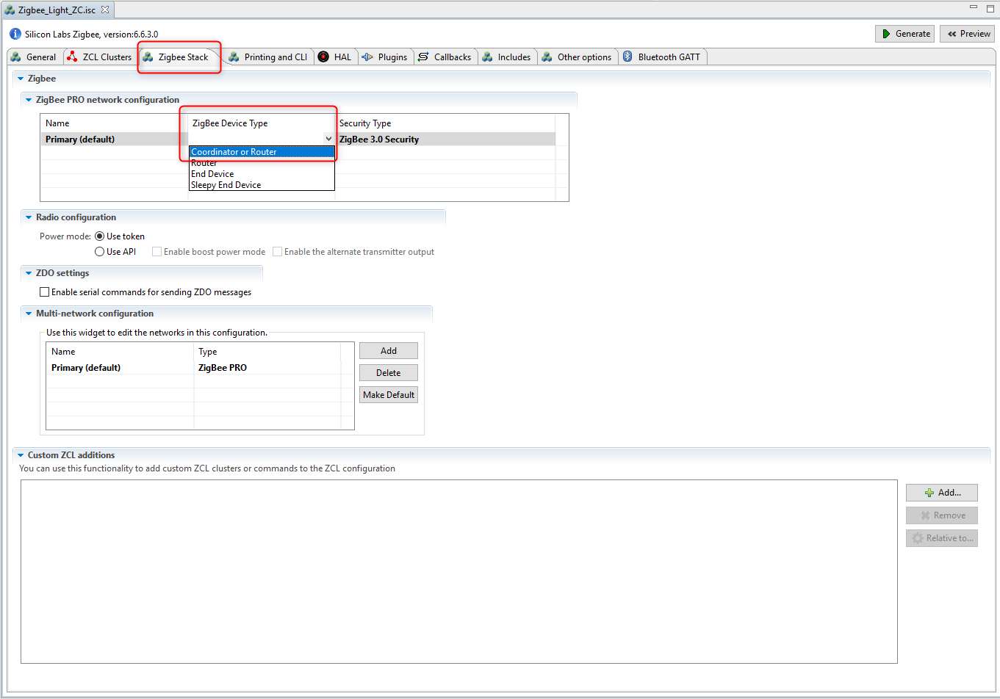 Zigbee_Light_ZC.isc
Silicon Labs Zigbee, version:6.6.3.0
Generate
Preview
General ZCL Clusters Zigbee Stack Printing and CLI HAL Plugins Callbacks Includes Other options Bluetooth GATT
Zigbee
ZigBee PRO network configuration
Name ZigBee Device Type Security Type
Primary (default) ZigBee 3.0 Security
Coordinator or Router
Router
End Device
Sleepy End Device
Radio configuration
Power mode: Use token
Use API Enable boost power mode Enable the alternate transmitter output
ZDO settings
Enable serial commands for sending ZDO messages
Multi-network configuration
Use this widget to edit the networks in this configuration.
Name Type
Primary (default) ZigBee PRO
Add
Delete
Make Default
Custom ZCL additions
You can use this functionality to add custom ZCL clusters or commands to the ZCL configuration
Add...
Remove
Relative to...